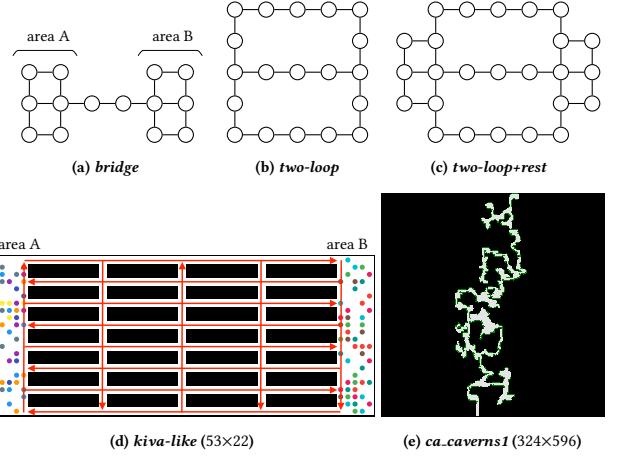 area A
area B
(a) bridge
(b) two-loop
(c) two-loop+rest
area A
area B
(d) kiva-like (53×22)
(e) ca_caverns1 (324×596)